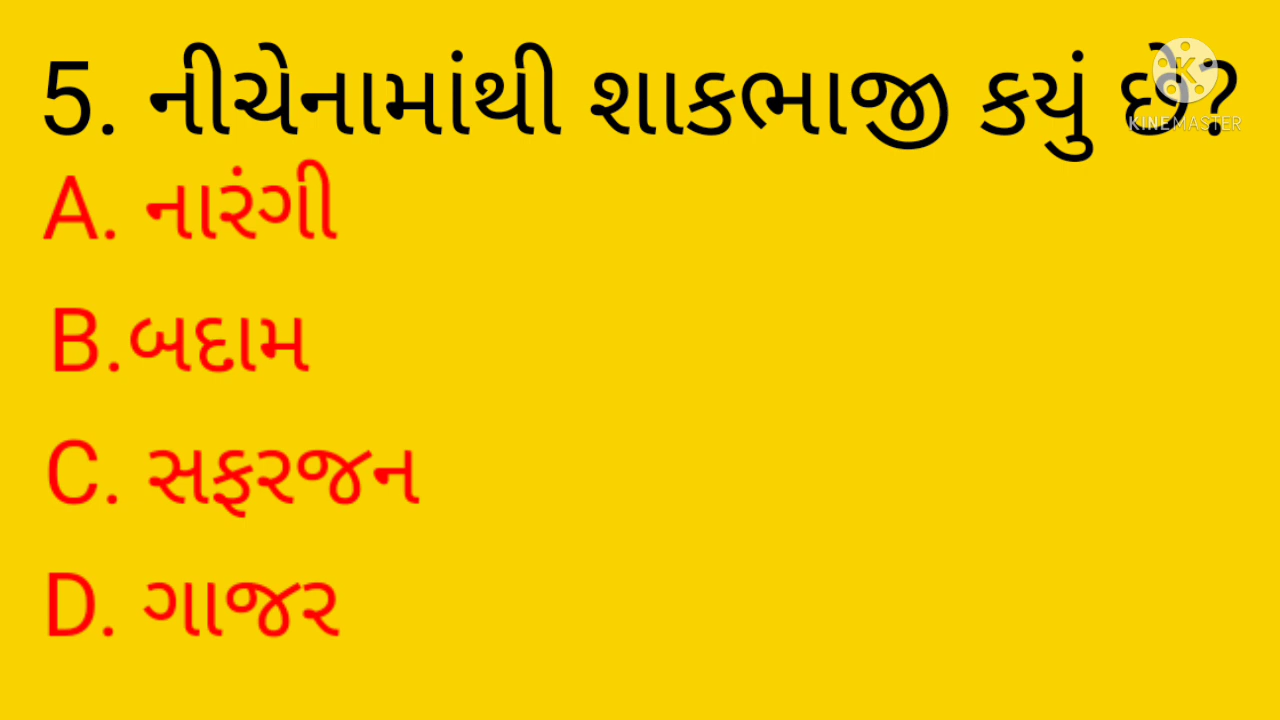 5. નીચેનામાંથી શાકભાજી કયું છે?
KINEMASTER
A. નારંગી
B.બદામ
C. સફરજન
D. ગાજર